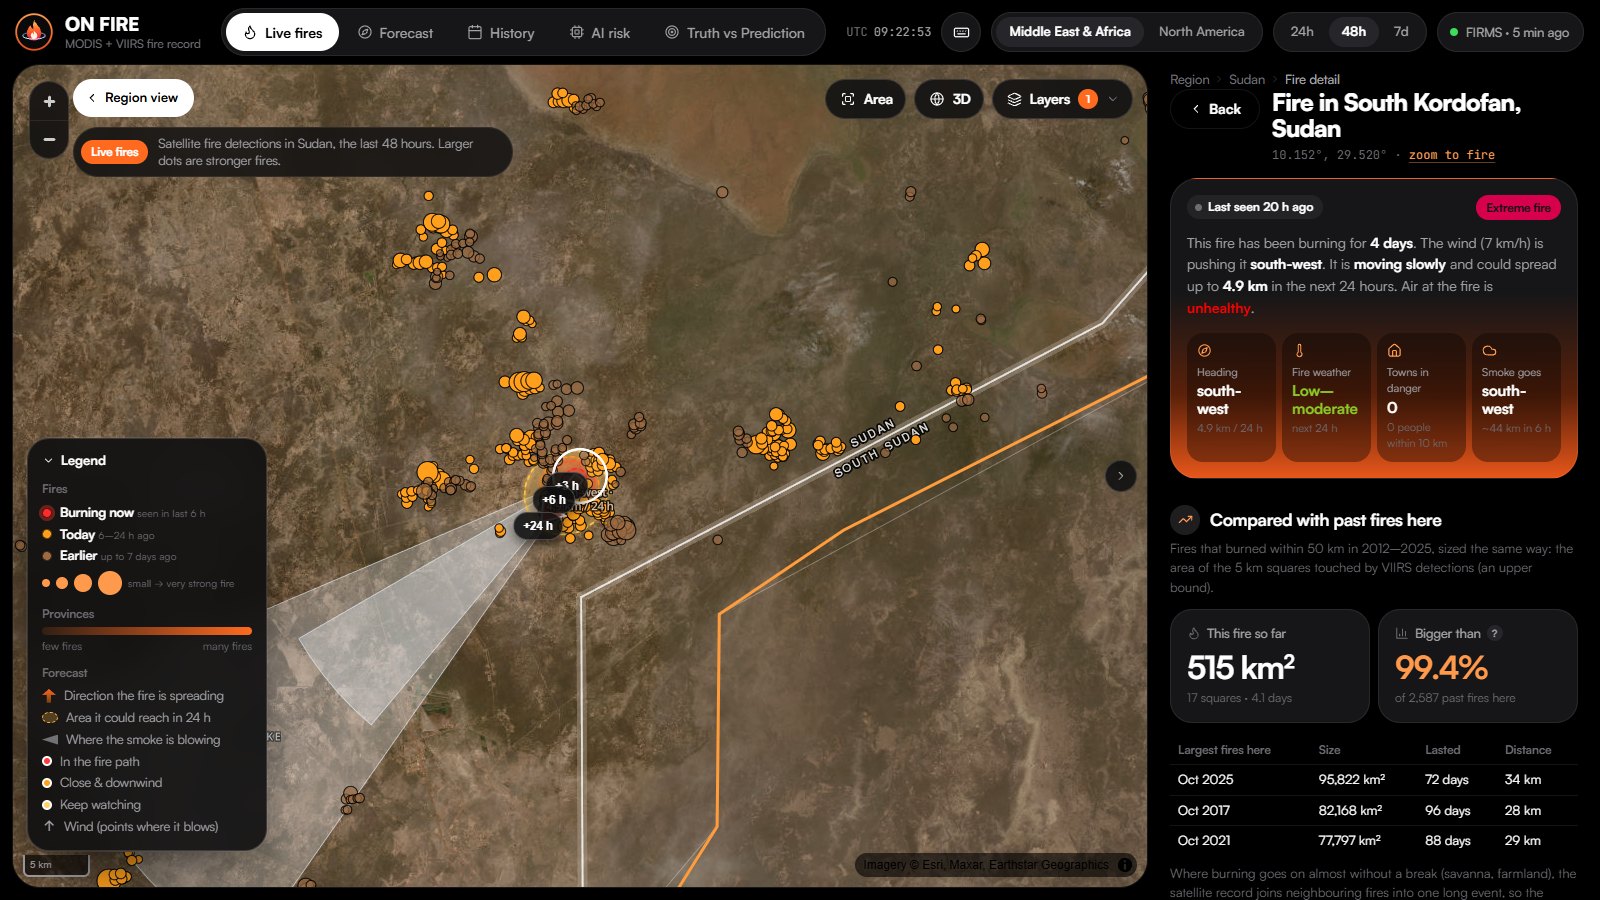 ON FIRE
MODIS + VIIRS fire record
Live fires
Forecast
History
AI risk
Truth vs Prediction
UTC 09:22:53
Middle East & Africa
North America
24h
48h
7d
FIRMS · 5 min ago
+
−
Region view
Live fires
Satellite fire detections in Sudan, the last 48 hours. Larger
dots are stronger fires.
Area
3D
Layers 1
SUDAN
SOUTH SUDAN
+3 h
+6 h
+24 h
Legend
Fires
Burning now seen in last 6 h
Today 6–24 h ago
Earlier up to 7 days ago
small → very strong fire
Provinces
few fires
many fires
Forecast
Direction the fire is spreading
Area it could reach in 24 h
Where the smoke is blowing
In the fire path
Close & downwind
Keep watching
Wind (points where it blows)
5 km
Imagery © Esri, Maxar, Earthstar Geographics
Region
Sudan
Fire detail
Back
Fire in South Kordofan,
Sudan
10.152°, 29.520° · zoom to fire
Last seen 20 h ago
Extreme fire
This fire has been burning for 4 days. The wind (7 km/h) is
pushing it south-west. It is moving slowly and could spread
up to 4.9 km in the next 24 hours. Air at the fire is
unhealthy.
Heading
south-
west
4.9 km / 24 h
Fire weather
Low–
moderate
next 24 h
Towns in
danger
0
0 people
within 10 km
Smoke goes
south-
west
~44 km in 6 h
Compared with past fires here
Fires that burned within 50 km in 2012–2025, sized the same way: the
area of the 5 km squares touched by VIIRS detections (an upper
bound).
This fire so far
515 km²
17 squares · 4.1 days
Bigger than ?
99.4%
of 2,587 past fires here
Largest fires here Size Lasted Distance
Oct 2025 95,822 km² 72 days 34 km
Oct 2017 82,168 km² 96 days 28 km
Oct 2021 77,797 km² 88 days 29 km
Where burning goes on almost without a break (savanna, farmland), the
satellite record joins neighbouring fires into one long event, so the